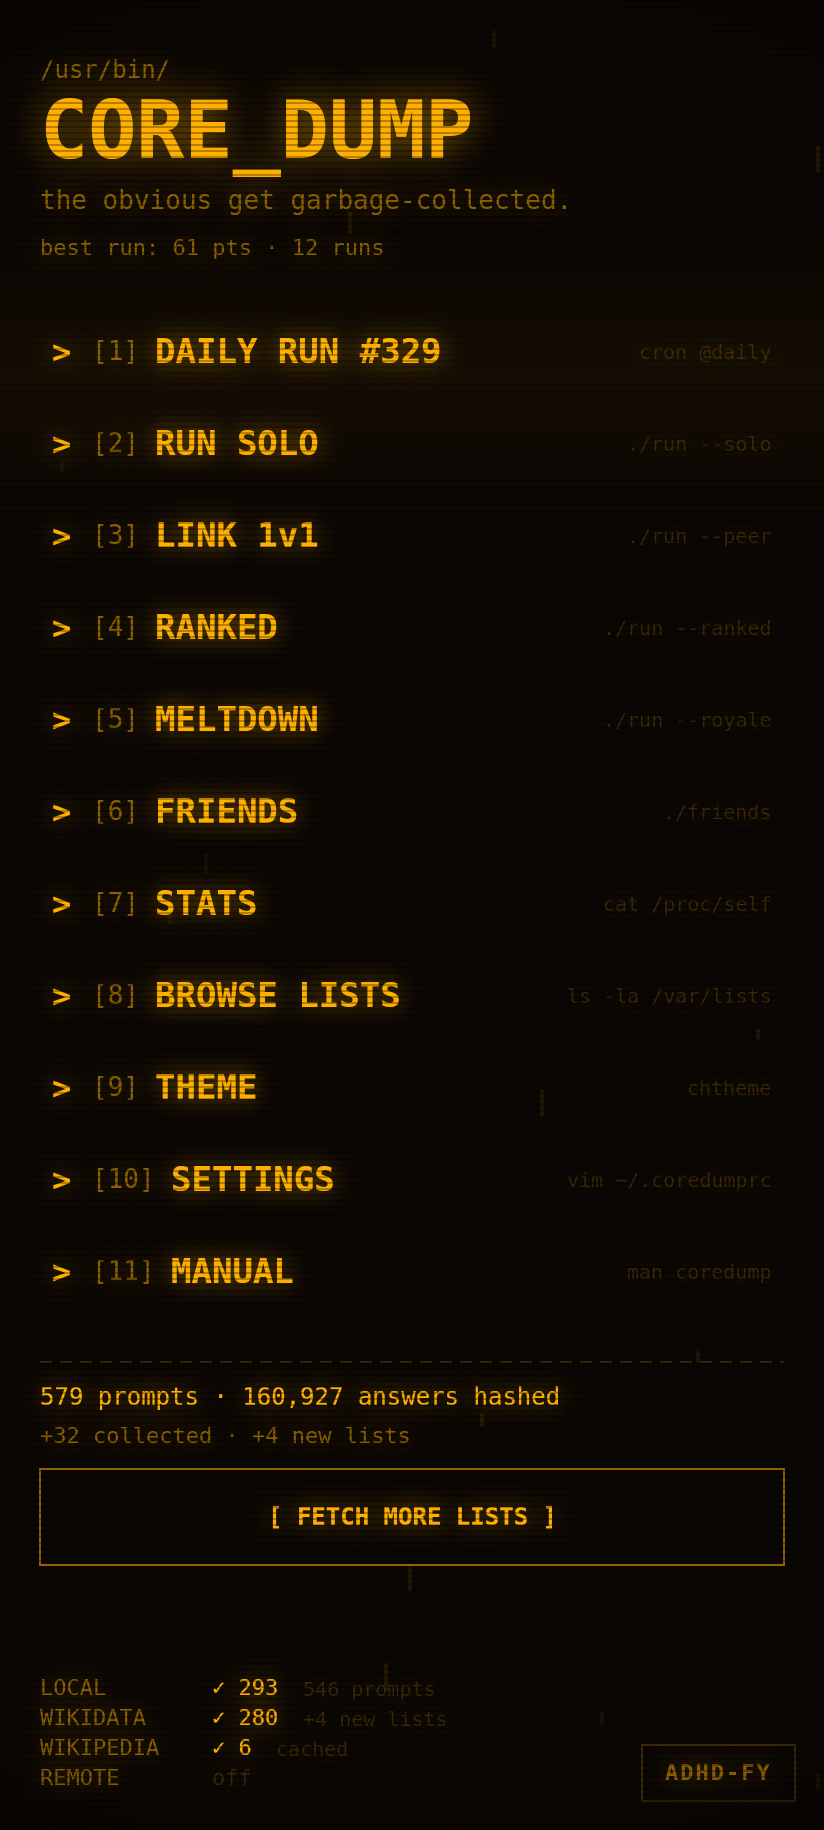 /usr/bin/
CORE_DUMP
the obvious get garbage-collected.
best run: 61 pts · 12 runs
> [1] DAILY RUN #329 cron @daily
> [2] RUN SOLO ./run --solo
> [3] LINK 1v1 ./run --peer
> [4] RANKED ./run --ranked
> [5] MELTDOWN ./run --royale
> [6] FRIENDS ./friends
> [7] STATS cat /proc/self
> [8] BROWSE LISTS ls -la /var/lists
> [9] THEME chtheme
> [10] SETTINGS vim ~/.coredumprc
> [11] MANUAL man coredump
579 prompts · 160,927 answers hashed
+32 collected · +4 new lists
[ FETCH MORE LISTS ]
LOCAL ✓ 293 546 prompts
WIKIDATA ✓ 280 +4 new lists
WIKIPEDIA ✓ 6 cached
REMOTE off
ADHD-FY